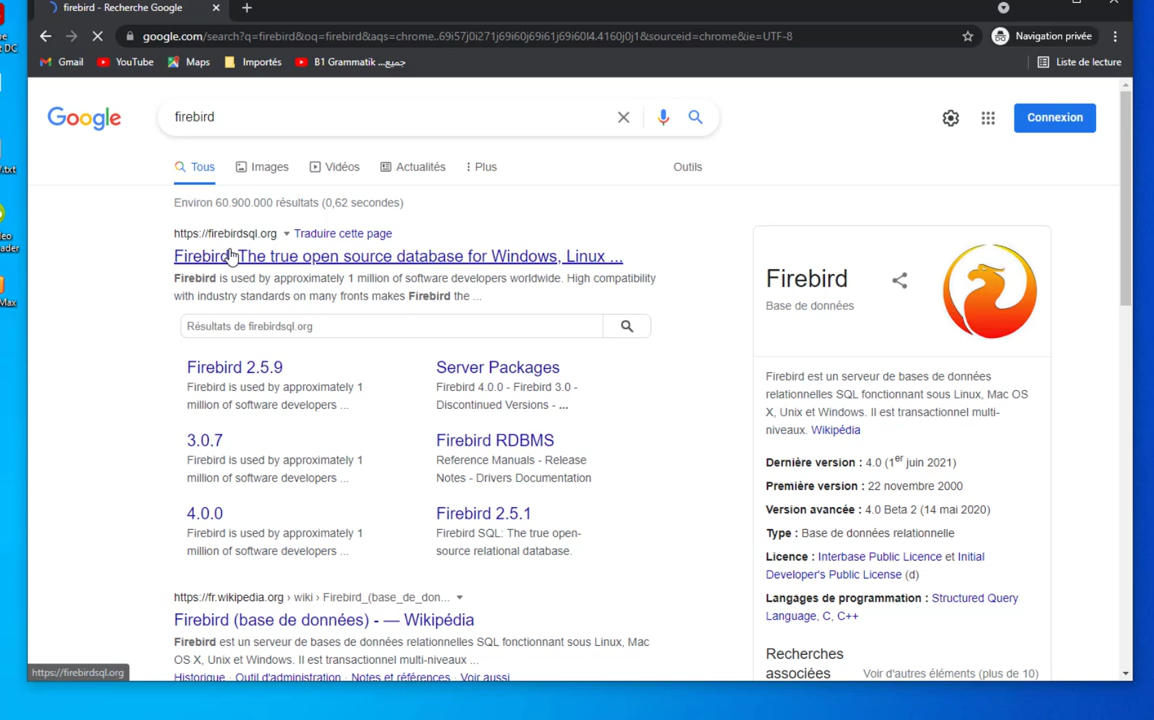 firebird - Recherche Google
t DC
google.com/search?q=firebird&oq=firebird&aqs=chrome..69i57j0i271j69i60j69i61j69i60l4.4160j0j1&sourceid=chrome&ie=UTF-8
Navigation privée
Gmail
YouTube
Maps
Importés
B1 Grammatik ...جميع
Liste de lecture
Google
firebird
Connexion
Tous
Images
Vidéos
Actualités
Plus
Outils
Environ 60.900.000 résultats (0,62 secondes)
https://firebirdsql.org
Traduire cette page
Firebird: The true open source database for Windows, Linux ...
Firebird is used by approximately 1 million of software developers worldwide. High compatibility
with industry standards on many fronts makes Firebird the ...
Résultats de firebirdsql.org
Firebird 2.5.9
Firebird is used by approximately 1
million of software developers ...
Server Packages
Firebird 4.0.0 - Firebird 3.0 -
Discontinued Versions - ...
3.0.7
Firebird is used by approximately 1
million of software developers ...
Firebird RDBMS
Reference Manuals - Release
Notes - Drivers Documentation
4.0.0
Firebird is used by approximately 1
million of software developers ...
Firebird 2.5.1
Firebird SQL: The true open-
source relational database.
https://fr.wikipedia.org › wiki › Firebird_(base_de_don...
Firebird (base de données) - — Wikipédia
Firebird est un serveur de bases de données relationnelles SQL fonctionnant sous Linux, Mac
OS X, Unix et Windows. Il est transactionnel multi-niveaux ...
Historique · Outil d'administration · Notes et références · Voir aussi
Firebird
Base de données
Firebird est un serveur de bases de données
relationnelles SQL fonctionnant sous Linux, Mac OS
X, Unix et Windows. Il est transactionnel multi-
niveaux. Wikipédia
Dernière version : 4.0 (1er juin 2021)
Première version : 22 novembre 2000
Version avancée : 4.0 Beta 2 (14 mai 2020)
Type : Base de données relationnelle
Licence : Interbase Public Licence et Initial
Developer's Public License (d)
Langages de programmation : Structured Query
Language, C, C++
Recherches
associées
Voir d'autres éléments (plus de 10)
https://firebirdsql.org
.txt
Max